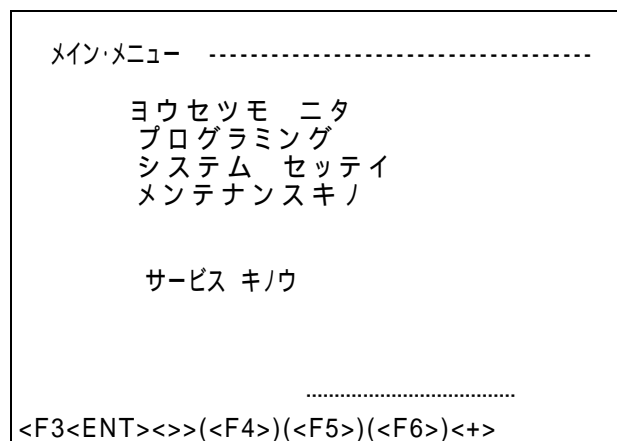 メイン・メニュー -------------------------------------
ヨウセツモ ニタ
プログラミング
システム セッテイ
メンテナンスキノ
サービス キノウ
<F3<ENT><>>(<F4>)(<F5>)(<F6>)<+>